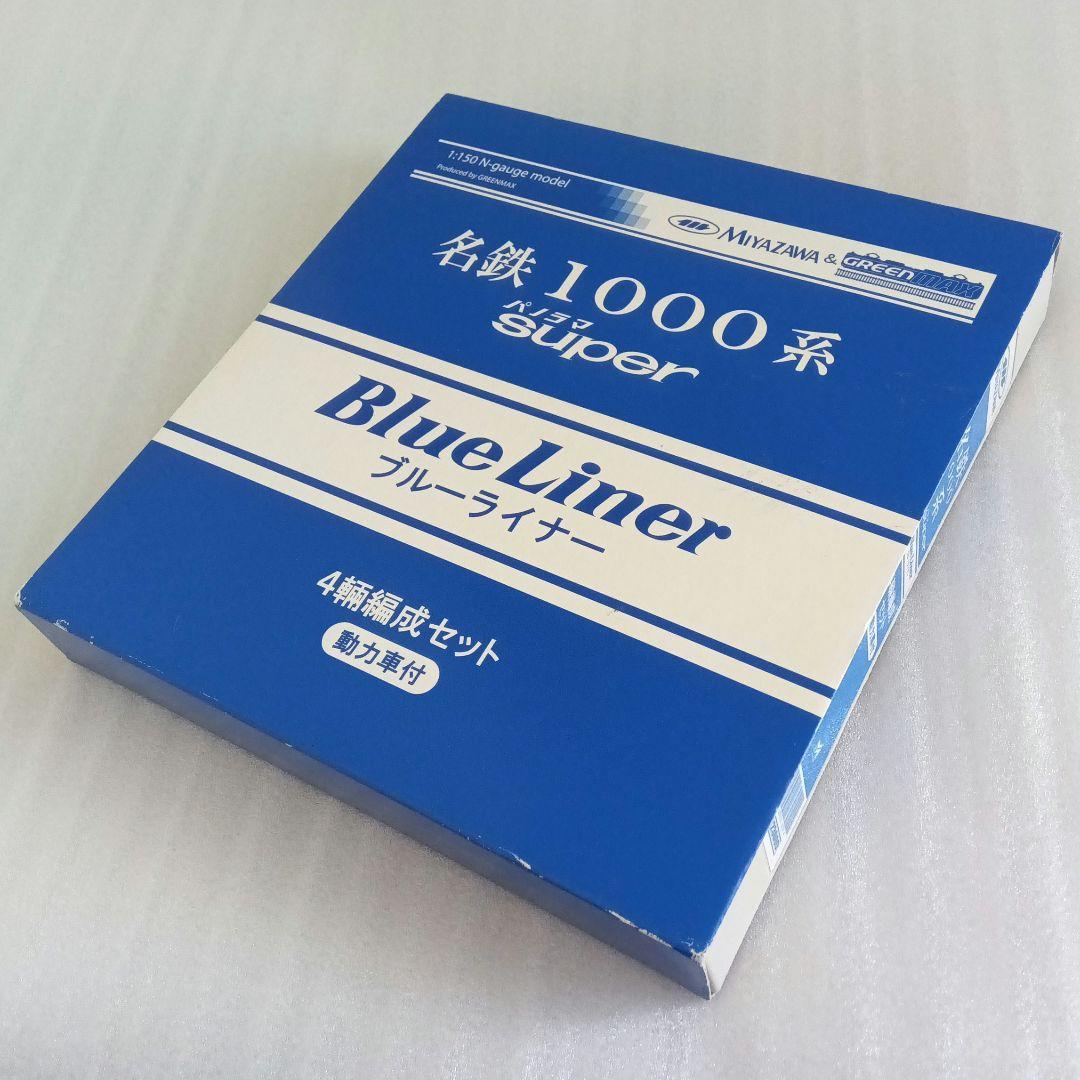 1:150 N-gauge model
Produced by GREENMAX
MIYAZAWA & GREENMAX
名鉄1000系
パノラマ
super
Blue Liner
ブルーライナー
4輛編成セット
動力車付